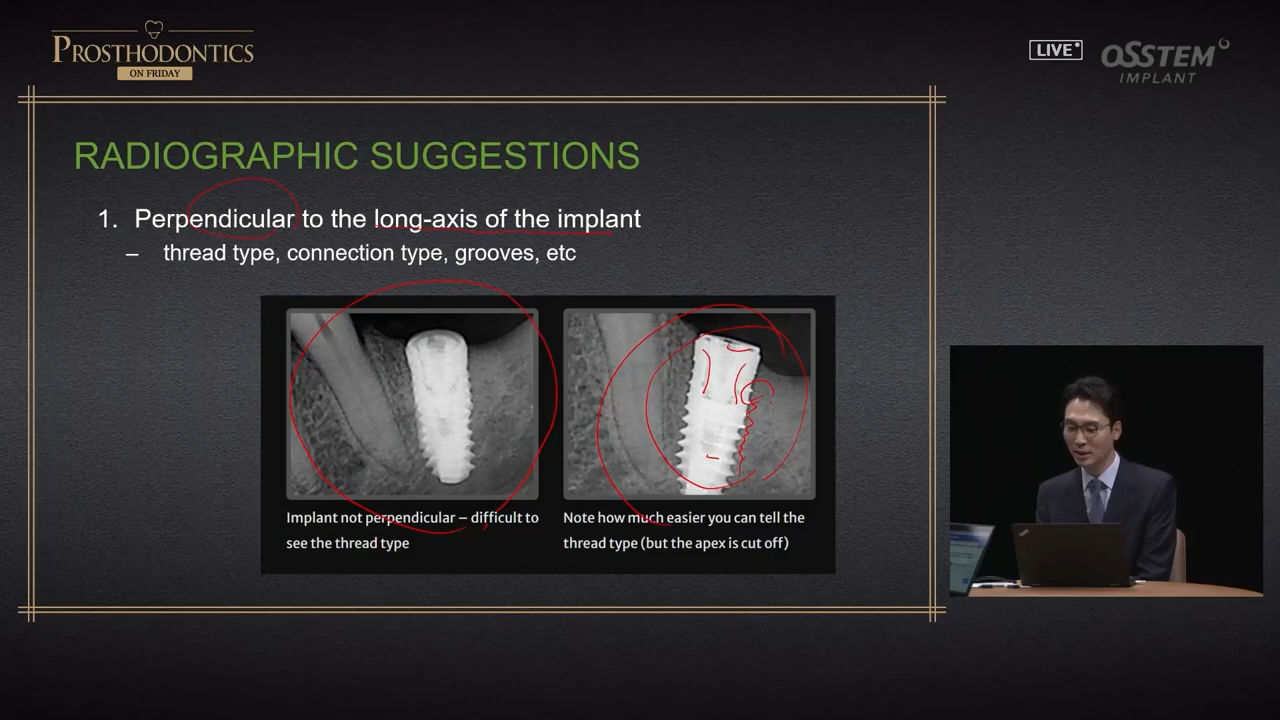 PROSTHODONTICS
ON FRIDAY
LIVE
OSSTEM
IMPLANT
RADIOGRAPHIC SUGGESTIONS
1. Perpendicular to the long-axis of the implant
– thread type, connection type, grooves, etc
Implant not perpendicular – difficult to
see the thread type
Note how much easier you can tell the
thread type (but the apex is cut off)